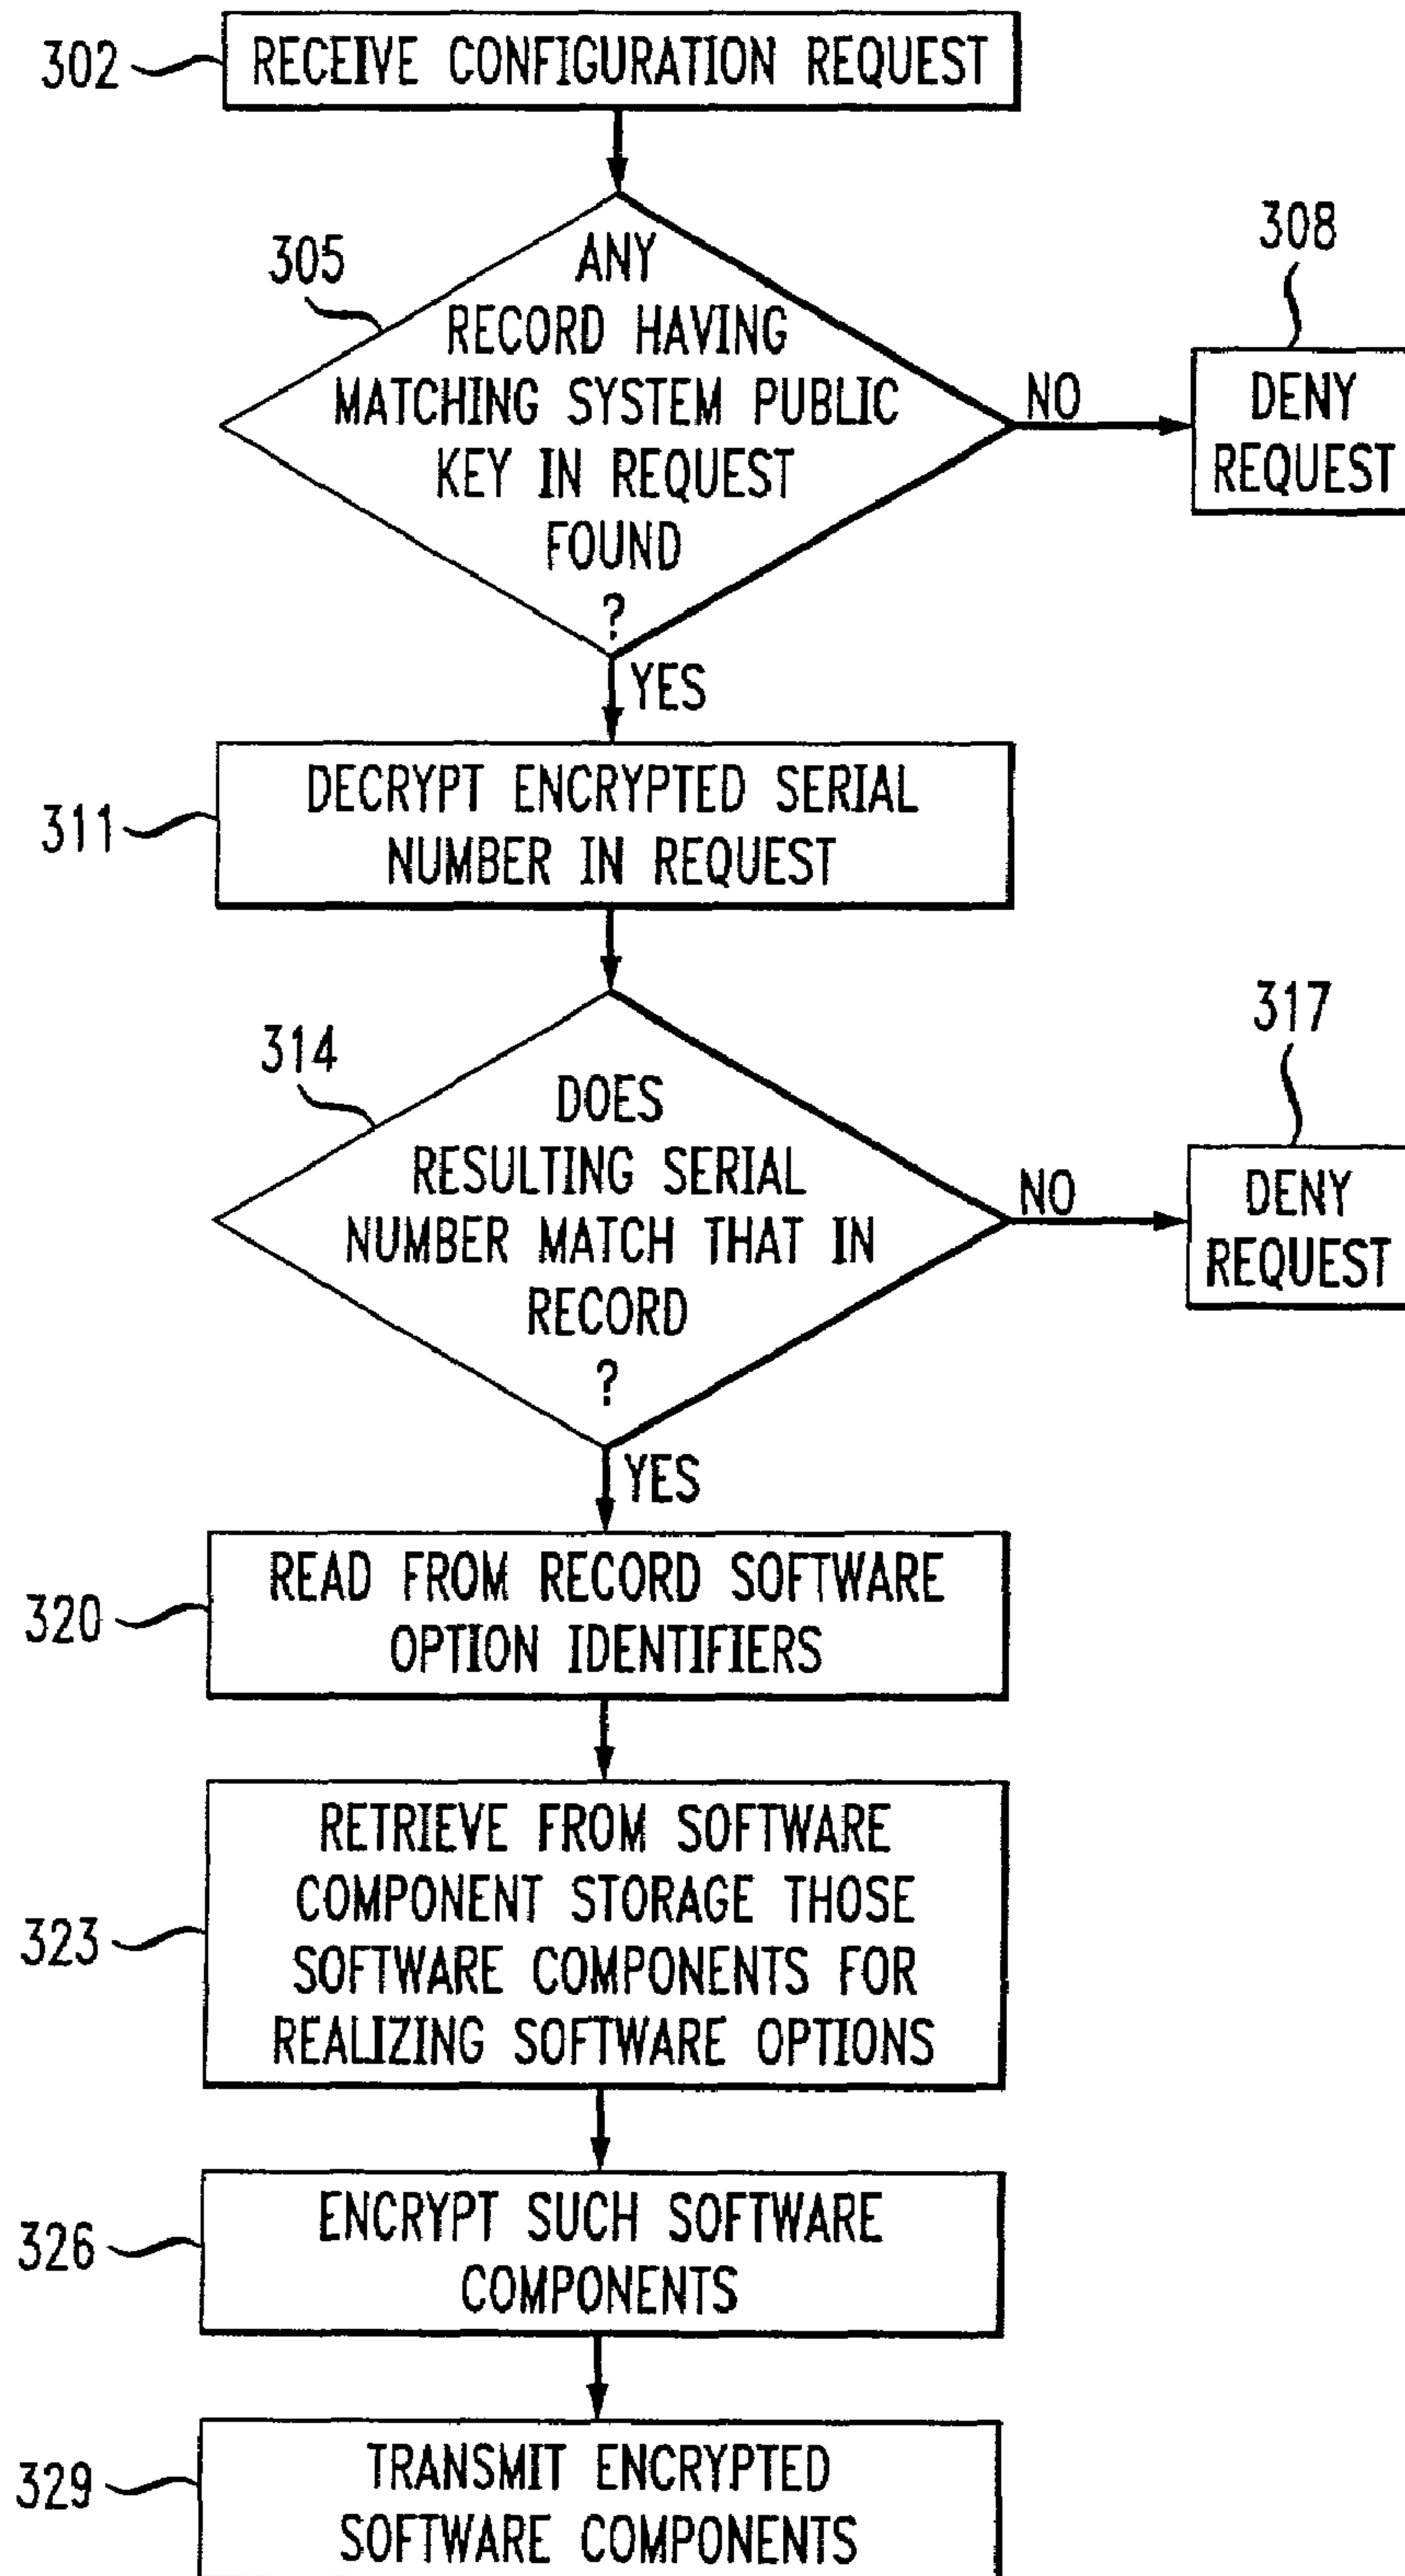 302
RECEIVE CONFIGURATION REQUEST
305
ANY
RECORD HAVING
MATCHING SYSTEM PUBLIC
KEY IN REQUEST
FOUND
?
NO
308
DENY
REQUEST
YES
311
DECRYPT ENCRYPTED SERIAL
NUMBER IN REQUEST
314
DOES
RESULTING SERIAL
NUMBER MATCH THAT IN
RECORD
?
NO
317
DENY
REQUEST
YES
320
READ FROM RECORD SOFTWARE
OPTION IDENTIFIERS
323
RETRIEVE FROM SOFTWARE
COMPONENT STORAGE THOSE
SOFTWARE COMPONENTS FOR
REALIZING SOFTWARE OPTIONS
326
ENCRYPT SUCH SOFTWARE
COMPONENTS
329
TRANSMIT ENCRYPTED
SOFTWARE COMPONENTS